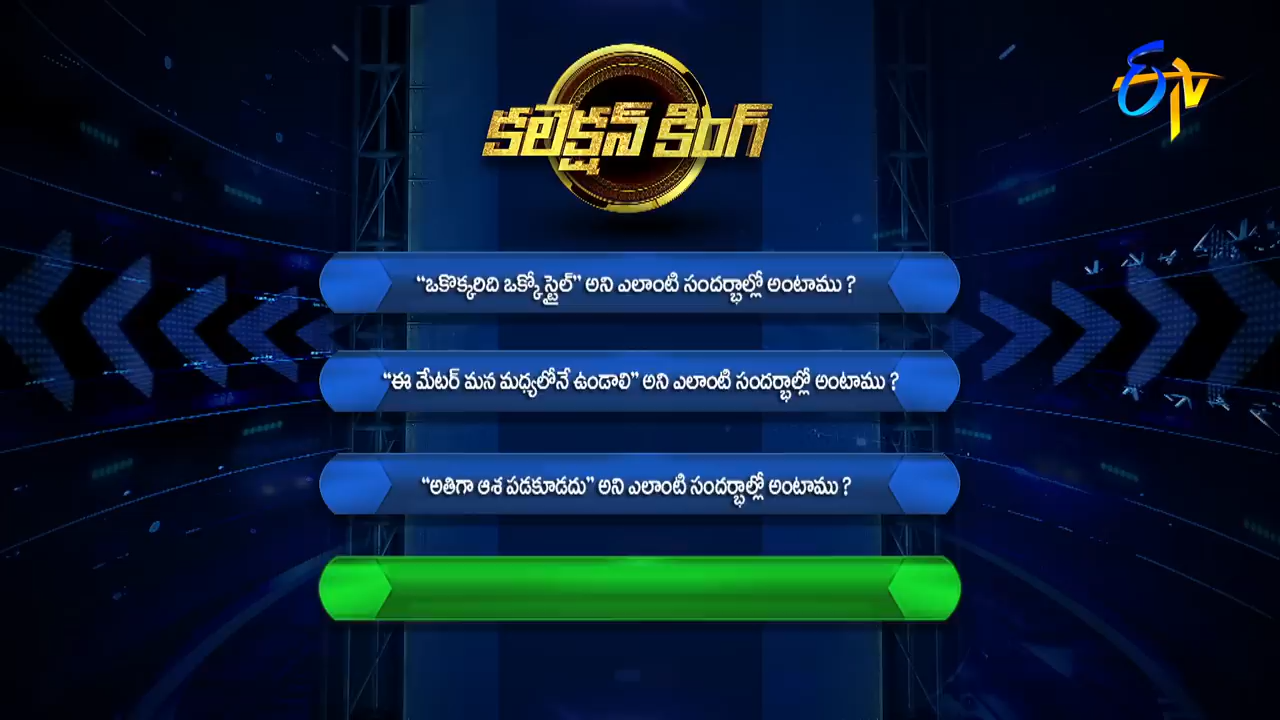 ఈTV
కలెక్షన్ కింగ్
“ఒకొక్కరిది ఒక్కోస్టైల్” అని ఎలాంటి సందర్భాల్లో అంటాము ?
“ఈ మేటర్ మన మధ్యలోనే ఉండాలి” అని ఎలాంటి సందర్భాల్లో అంటాము ?
“అతిగా ఆశ పడకూడదు” అని ఎలాంటి సందర్భాల్లో అంటాము ?